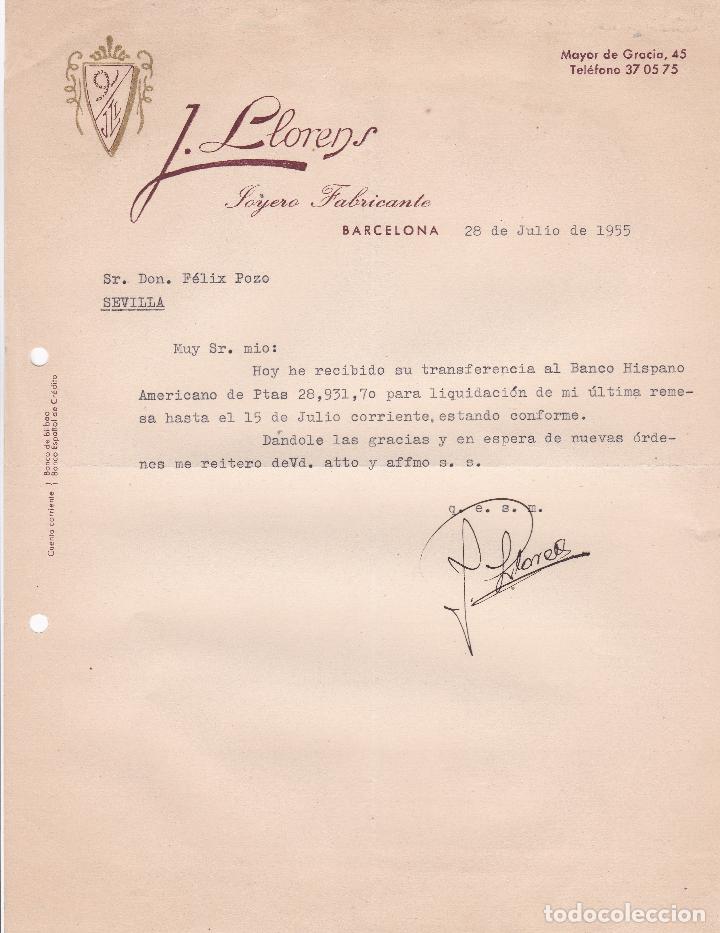 Mayor de Gracia, 45
Teléfono 37 05 75
JLL
J. Llorens
Joyero Fabricante
BARCELONA 28 de Julio de 1955
Sr. Don. Félix Pozo
SEVILLA
Muy Sr. mio:
Hoy he recibido su transferencia al Banco Hispano
Americano de Ptas 28,931,7o para liquidación de mi última reme-
sa hasta el 15 de Julio corriente, estando conforme.
Dándole las gracias y en espera de nuevas órde-
nes me reitero deVd. atto y affmo s. s.
q. e. s. m.
J. Llorens
Cuenta corriente
Banco de Bilbao
Banco Español de Crédito
todocoleccion